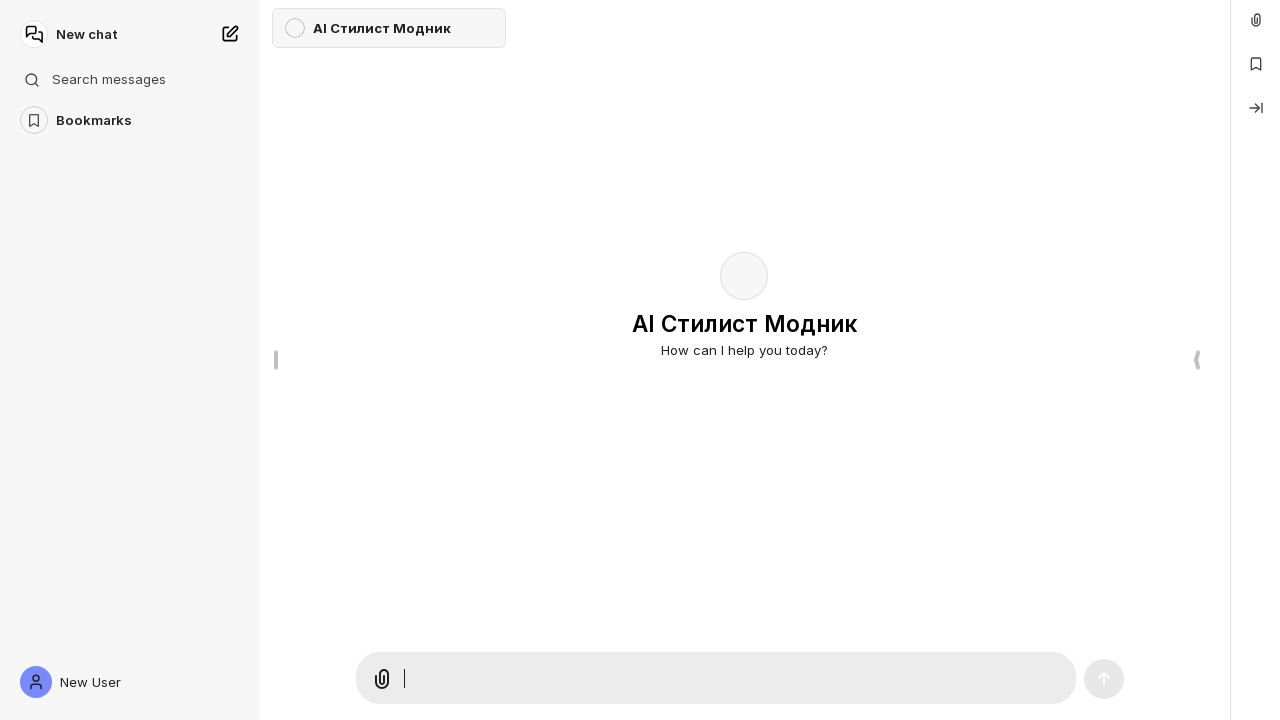 New chat
Search messages
Bookmarks
New User
AI Стилист Модник
AI Стилист Модник
How can I help you today?